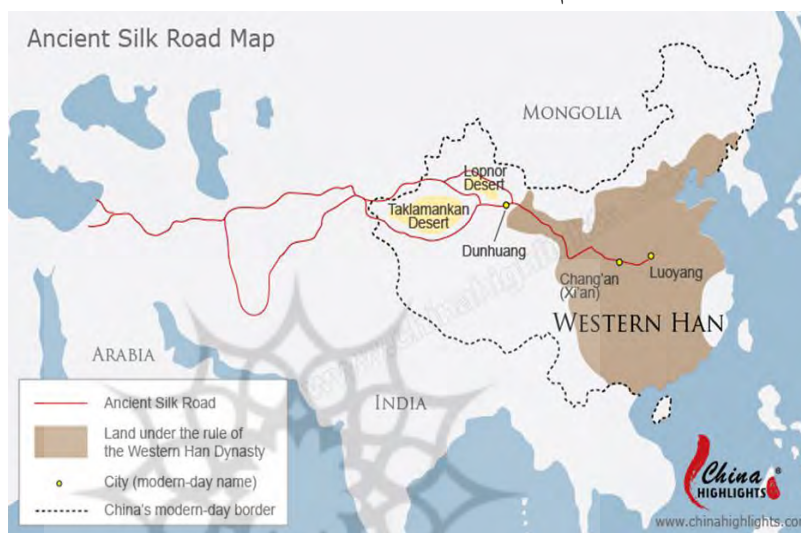 Ancient Silk Road Map
MONGOLIA
Lopnor
Desert
Taklamankan
Desert
Dunhuang
Chang'an
(Xi'an)
Luoyang
WESTERN HAN
ARABIA
INDIA
Ancient Silk Road
Land under the rule of
the Western Han Dynasty
City (modern-day name)
China's modern-day border
China
HIGHLIGHTS®
www.chinahighlights.com